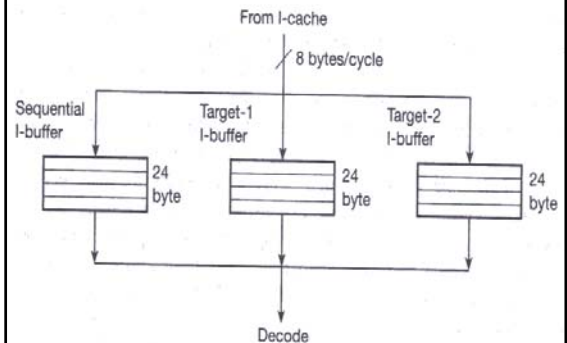 From I-cache
8 bytes/cycle
Sequential
I-buffer
Target-1
I-buffer
Target-2
I-buffer
24
byte
24
byte
24
byte
Decode